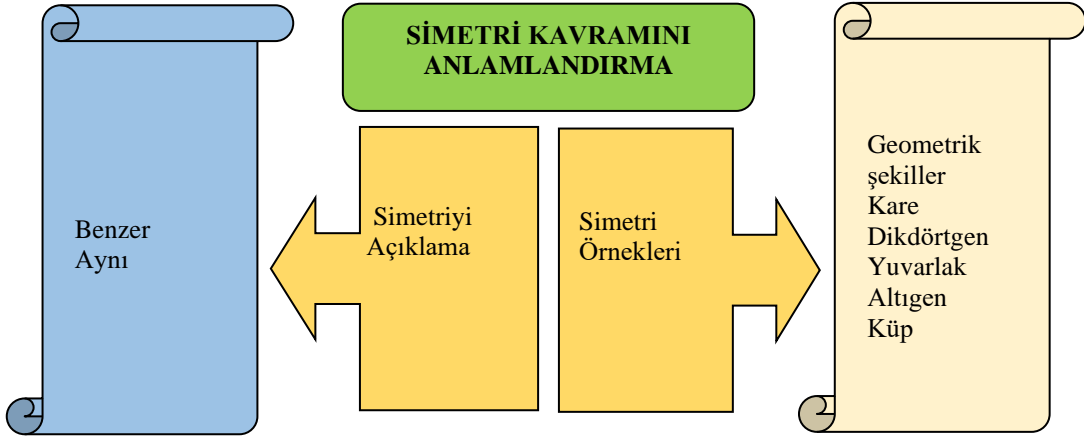 SİMETRİ KAVRAMINI
ANLAMLANDIRMA
Benzer
Aynı
Simetriyi
Açıklama
Simetri
Örnekleri
Geometrik
şekiller
Kare
Dikdörtgen
Yuvarlak
Altıgen
Küp